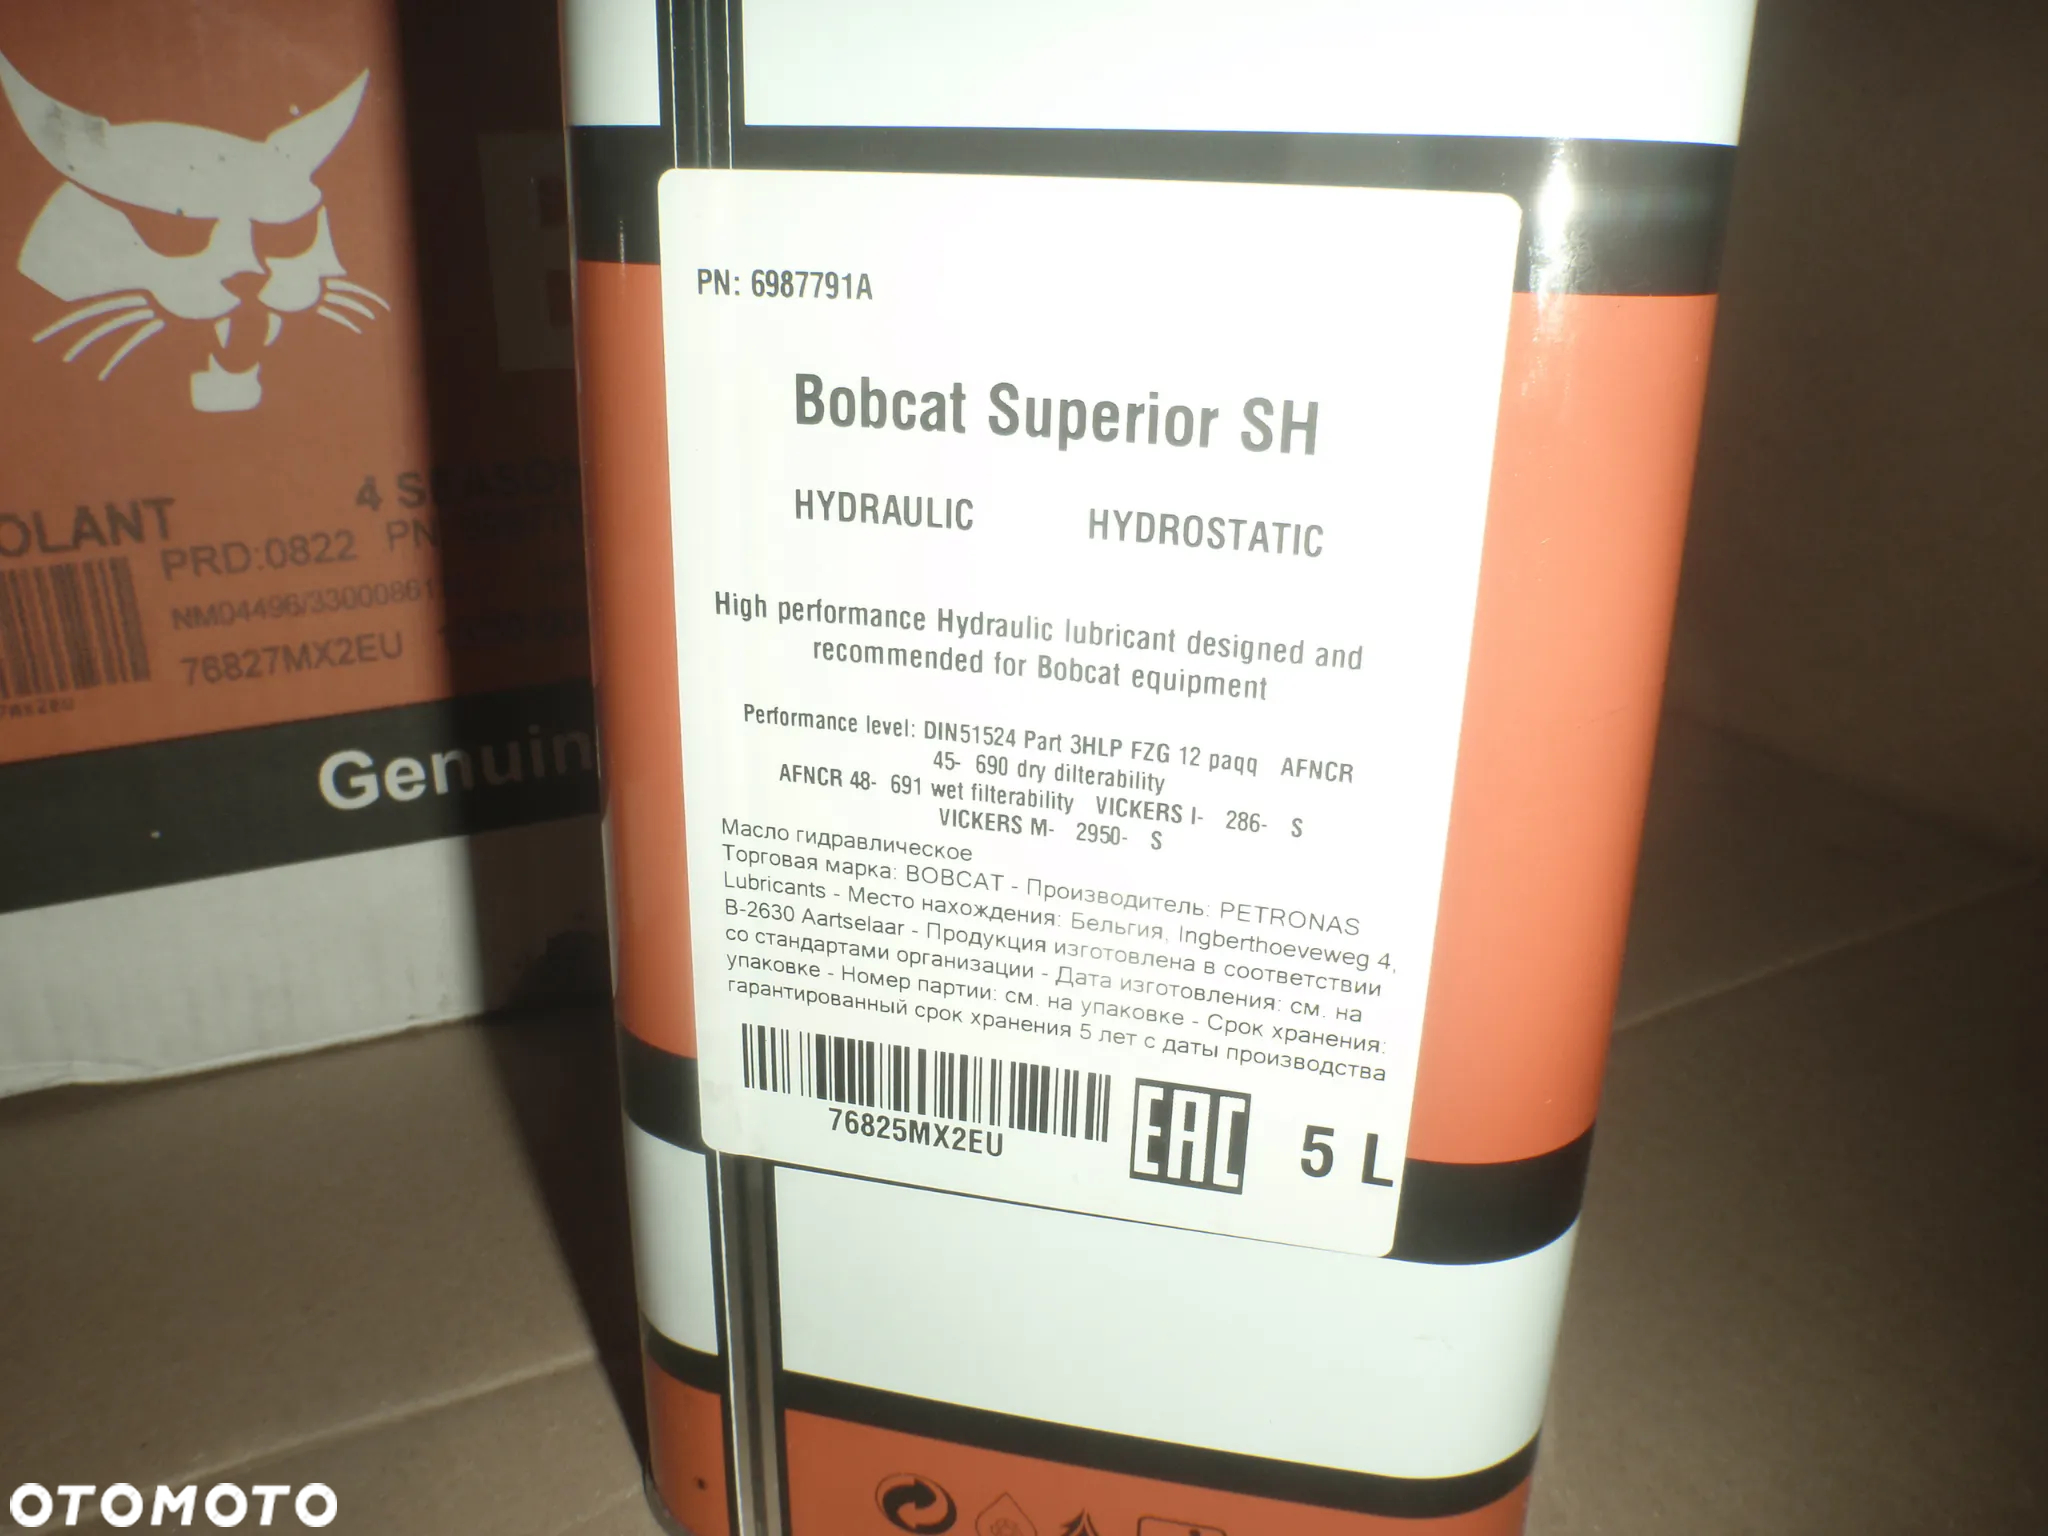 PN: 6987791A
Bobcat Superior SH
HYDRAULIC HYDROSTATIC
High performance Hydraulic lubricant designed and
recommended for Bobcat equipment
Performance level: DIN51524 Part 3HLP FZG 12 paqq AFNCR
45- 690 dry dilterability
AFNCR 48- 691 wet filterability VICKERS I- 286- S
VICKERS M- 2950- S
Масло гидравлическое
Торговая марка: BOBCAT - Производитель: PETRONAS
Lubricants - Место нахождения: Бельгия, Ingberthoeveweg 4,
B-2630 Aartselaar - Продукция изготовлена в соответствии
со стандартами организации - Дата изготовления: см. на
упаковке - Номер партии: см. на упаковке - Срок хранения:
гарантированный срок хранения 5 лет с даты производства
76825MX2EU
EAC
5 L
4 SEASON
OLANT
PRD:0822 PN
NM04496/33000861
76827MX2EU
Genuin
OTOMOTO